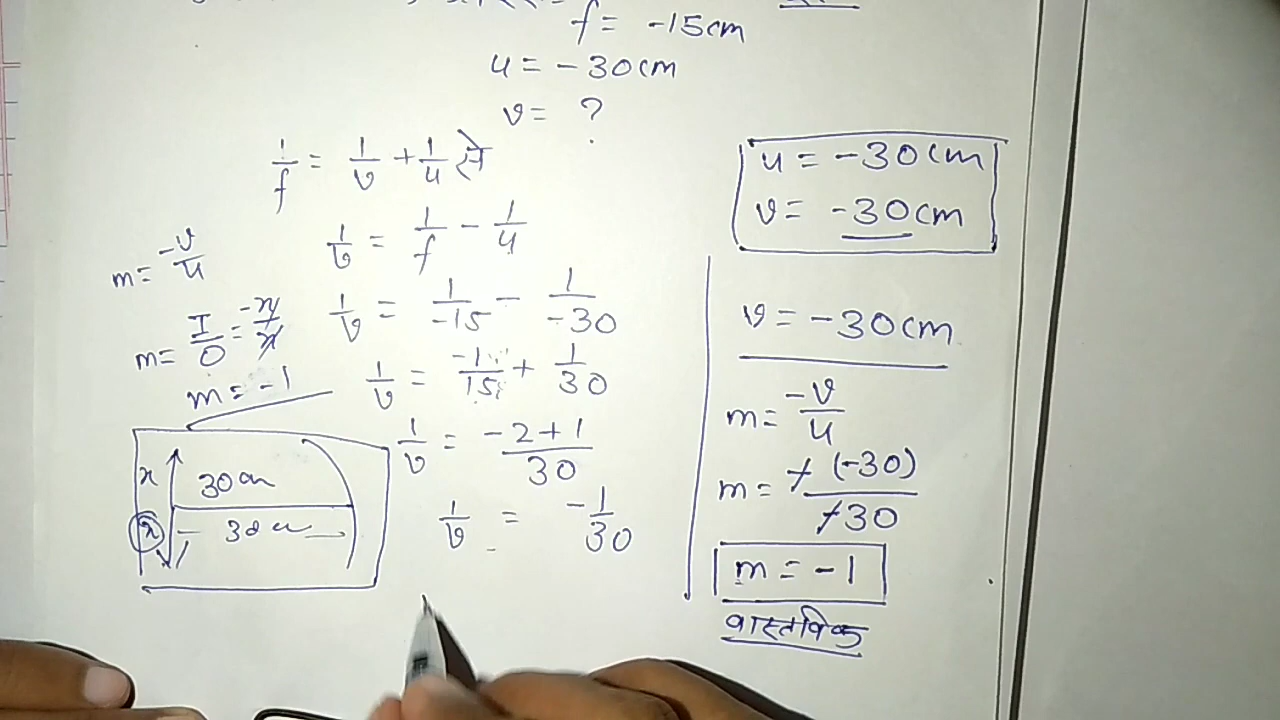 f = -15cm
u = -30cm
v = ?
1/f = 1/v + 1/u से
1/v = 1/f - 1/u
1/v = 1/-15 - 1/-30
1/v = -1/15 + 1/30
1/v = -2+1/30
1/v = -1/30
m = -v/u
m = I/O = -x/x
m = -1
x
30cm
x
30cm
u = -30cm
v = -30cm
v = -30cm
m = -v/u
m = -(-30)/-30
m = -1
वास्तविक